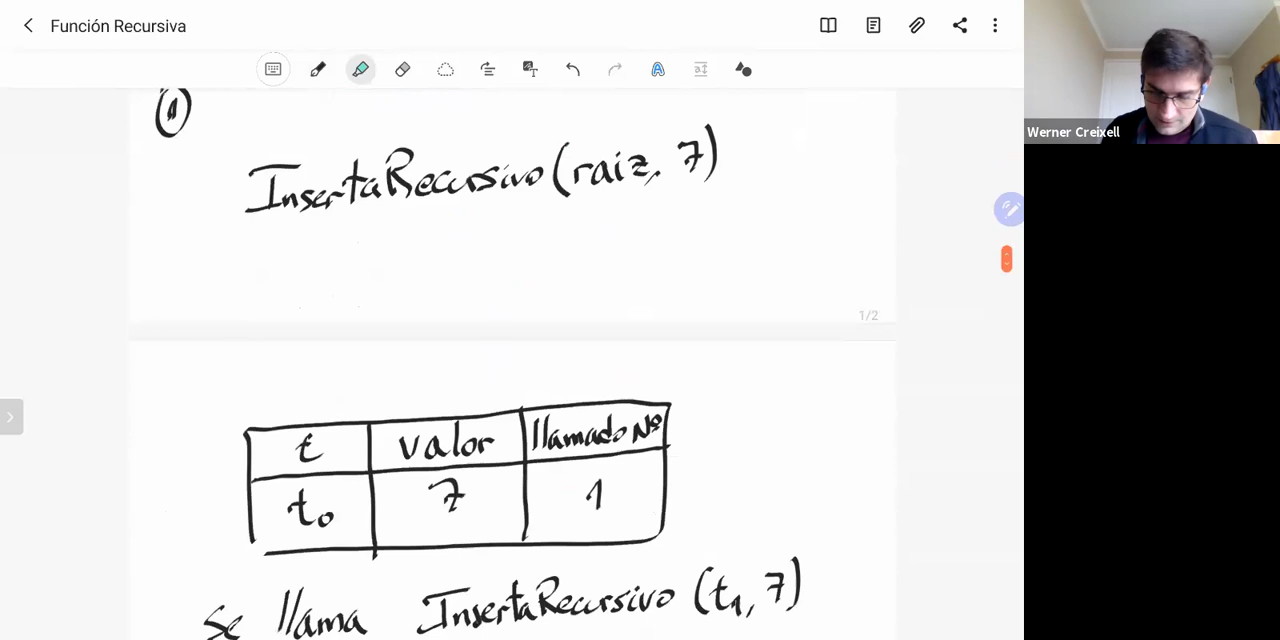 Función Recursiva
Werner Creixell
1
InsertaRecursivo(raiz, 7)
1/2
t valor llamado Nº
t₀ 7 1
Se llama InsertaRecursivo (t₁, 7)